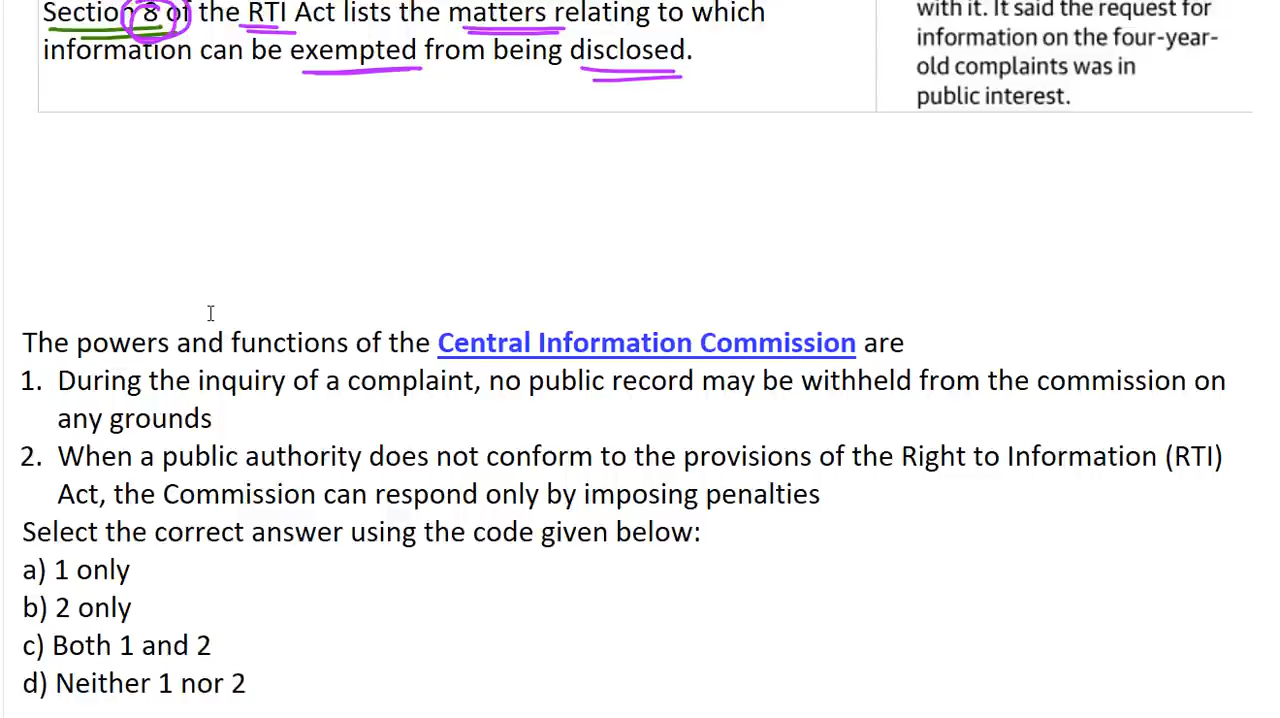 Section 8 of the RTI Act lists the matters relating to which
information can be exempted from being disclosed.
with it. It said the request for
information on the four-year-
old complaints was in
public interest.
The powers and functions of the Central Information Commission are
1. During the inquiry of a complaint, no public record may be withheld from the commission on
any grounds
2. When a public authority does not conform to the provisions of the Right to Information (RTI)
Act, the Commission can respond only by imposing penalties
Select the correct answer using the code given below:
a) 1 only
b) 2 only
c) Both 1 and 2
d) Neither 1 nor 2